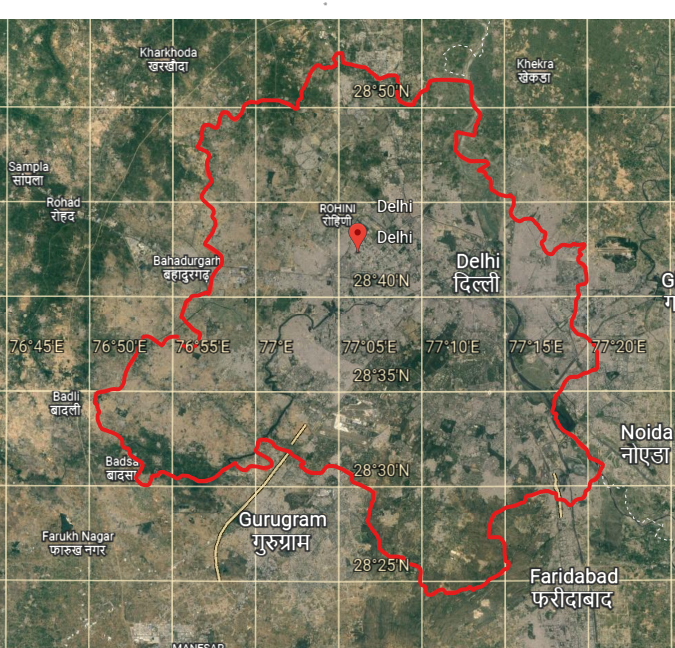 Kharkhoda
खरखौदा
Khekra
खेकडा
28°50'N
Sampla
सांपला
Rohad
रोहद
ROHINI
रोहिणी
Delhi
Delhi
Bahadurgarh
बहादुरगढ़
Delhi
दिल्ली
28°40'N
76°45'E
76°50'E
76°55'E
77°E
77°05'E
77°10'E
77°15'E
77°20'E
28°35'N
Badli
बादली
Noida
नोएडा
Badsa
बादसा
28°30'N
Gurugram
गुरुग्राम
Farukh Nagar
फारुख नगर
28°25'N
Faridabad
फरीदाबाद
MANESAR